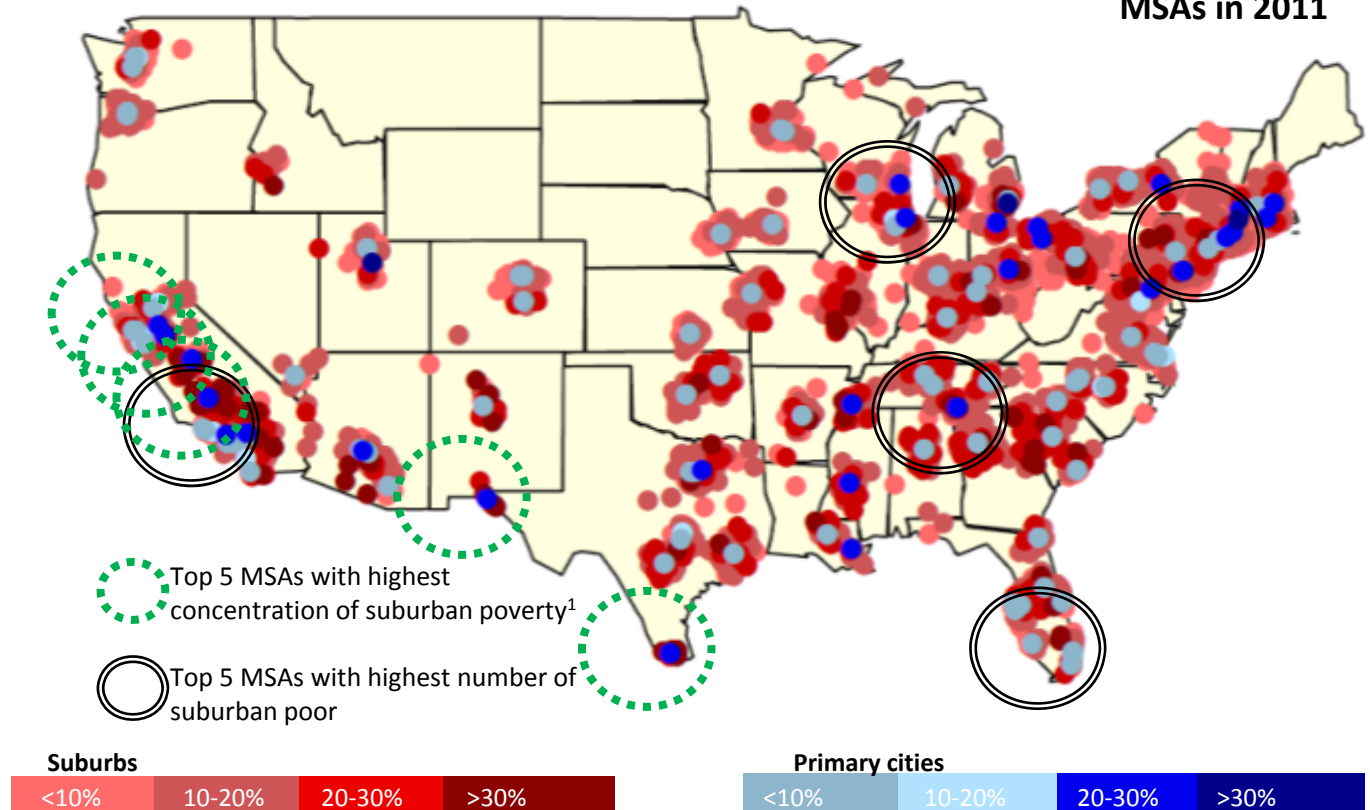 MSAs in 2011
Top 5 MSAs with highest
concentration of suburban poverty1
Top 5 MSAs with highest number of
suburban poor
Suburbs
<10% 10-20% 20-30% >30%
Primary cities
<10% 10-20% 20-30% >30%